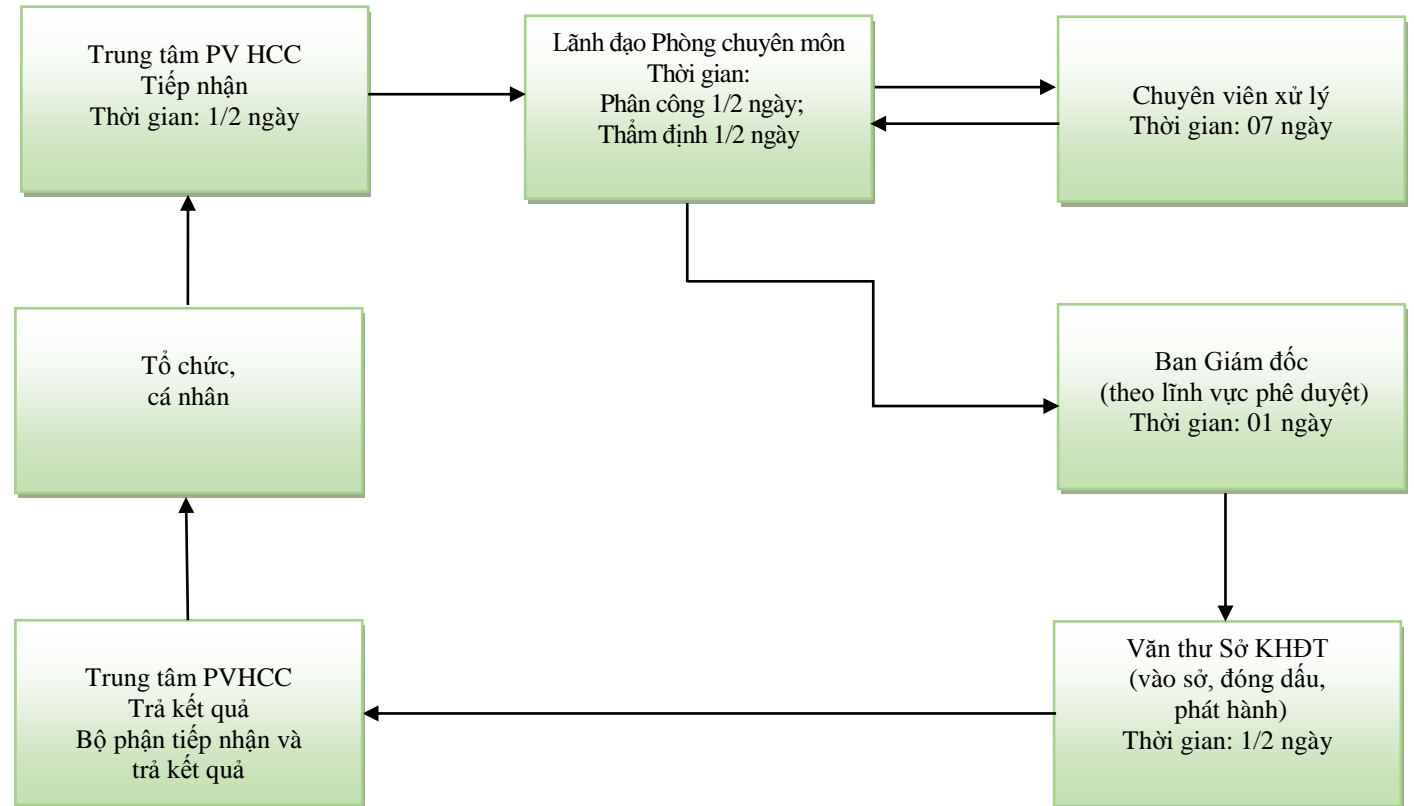 Trung tâm PV HCC
Tiếp nhận
Thời gian: 1/2 ngày
Lãnh đạo Phòng chuyên môn
Thời gian:
Phân công 1/2 ngày;
Thẩm định 1/2 ngày
Chuyên viên xử lý
Thời gian: 07 ngày
Tổ chức,
cá nhân
Ban Giám đốc
(theo lĩnh vực phê duyệt)
Thời gian: 01 ngày
Trung tâm PVHCC
Trả kết quả
Bộ phận tiếp nhận và
trả kết quả
Văn thư Sở KHĐT
(vào sở, đóng dấu,
phát hành)
Thời gian: 1/2 ngày